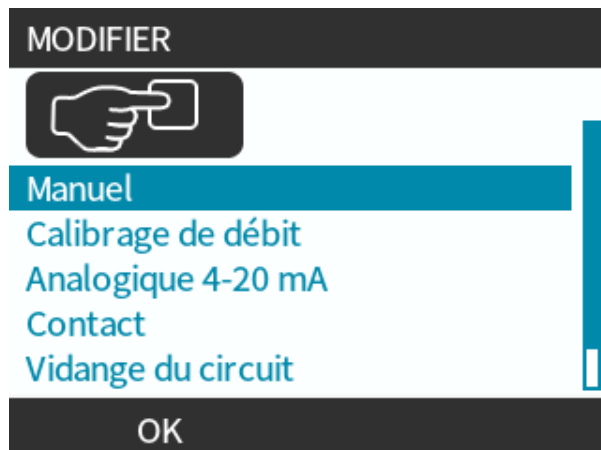 MODIFIER
Manuel
Calibrage de débit
Analogique 4-20 mA
Contact
Vidange du circuit
OK